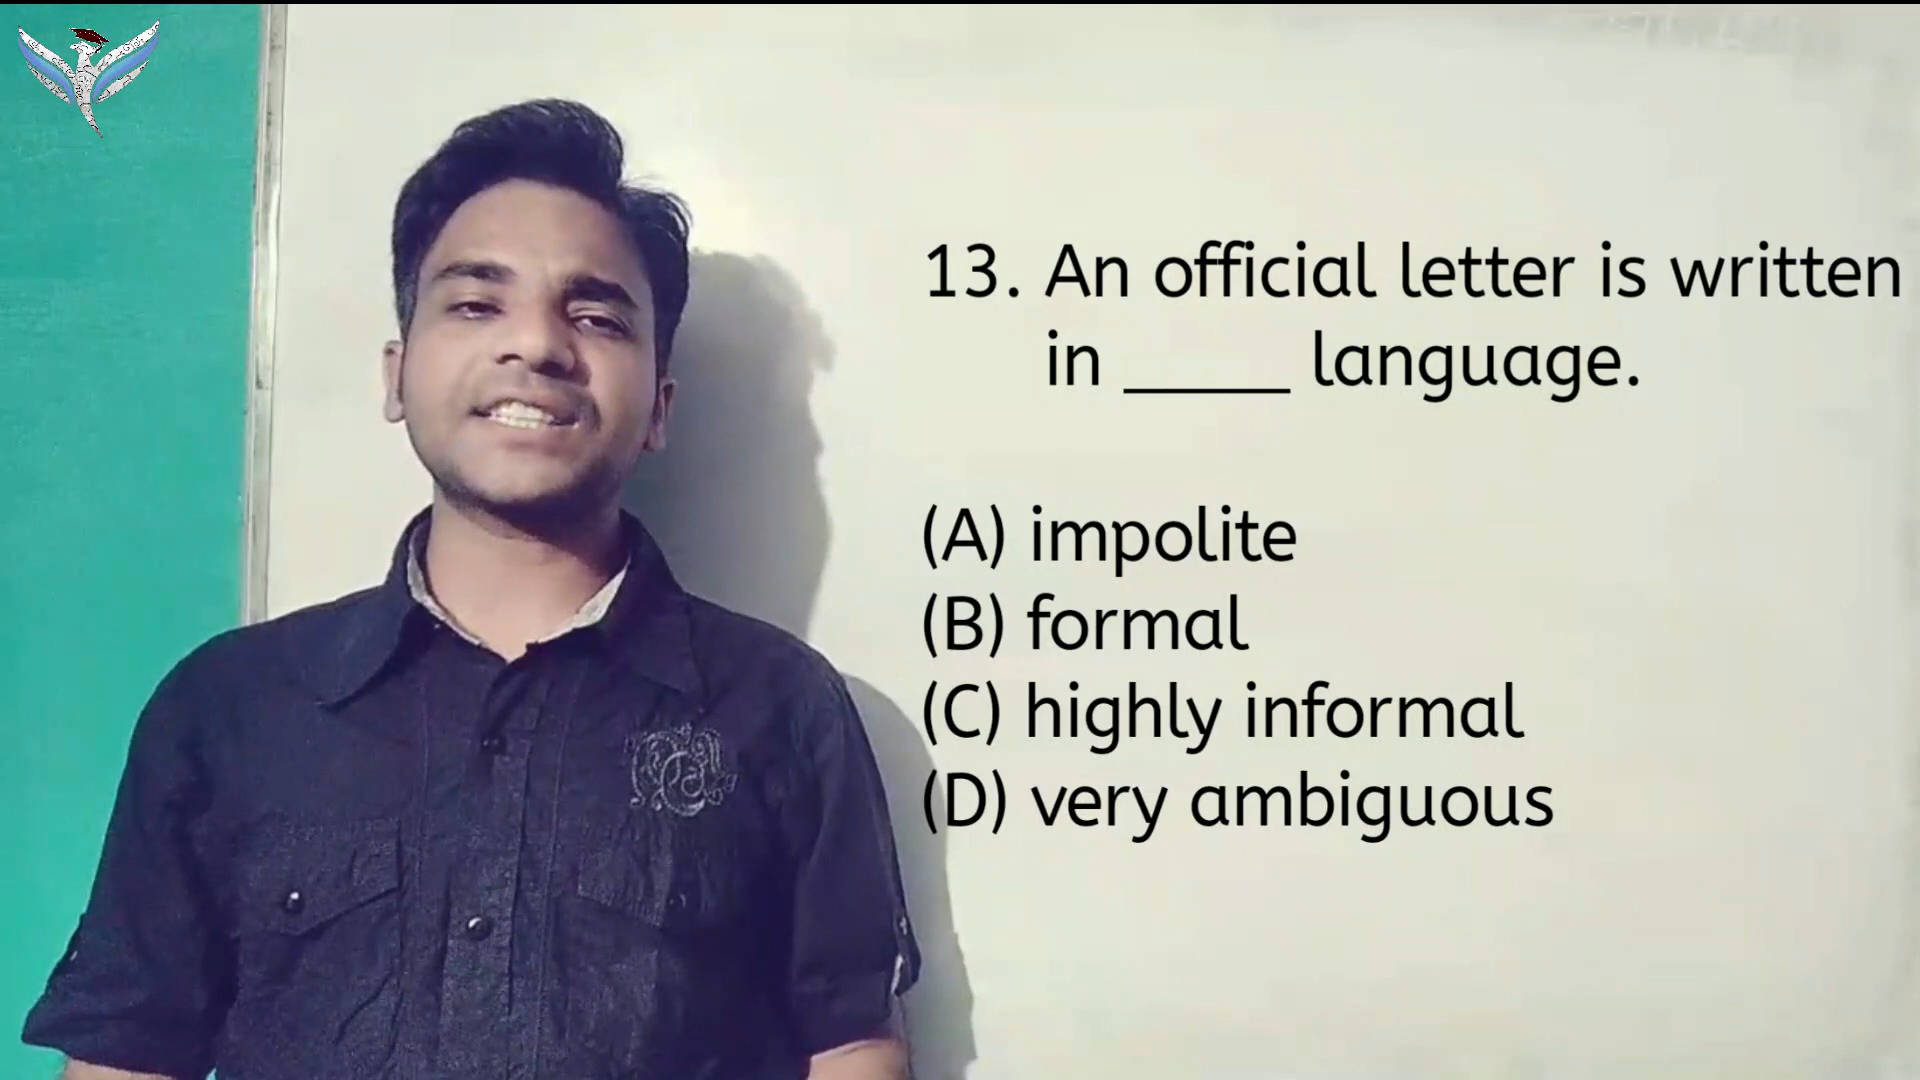 13. An official letter is written
in _____ language.
(A) impolite
(B) formal
(C) highly informal
(D) very ambiguous